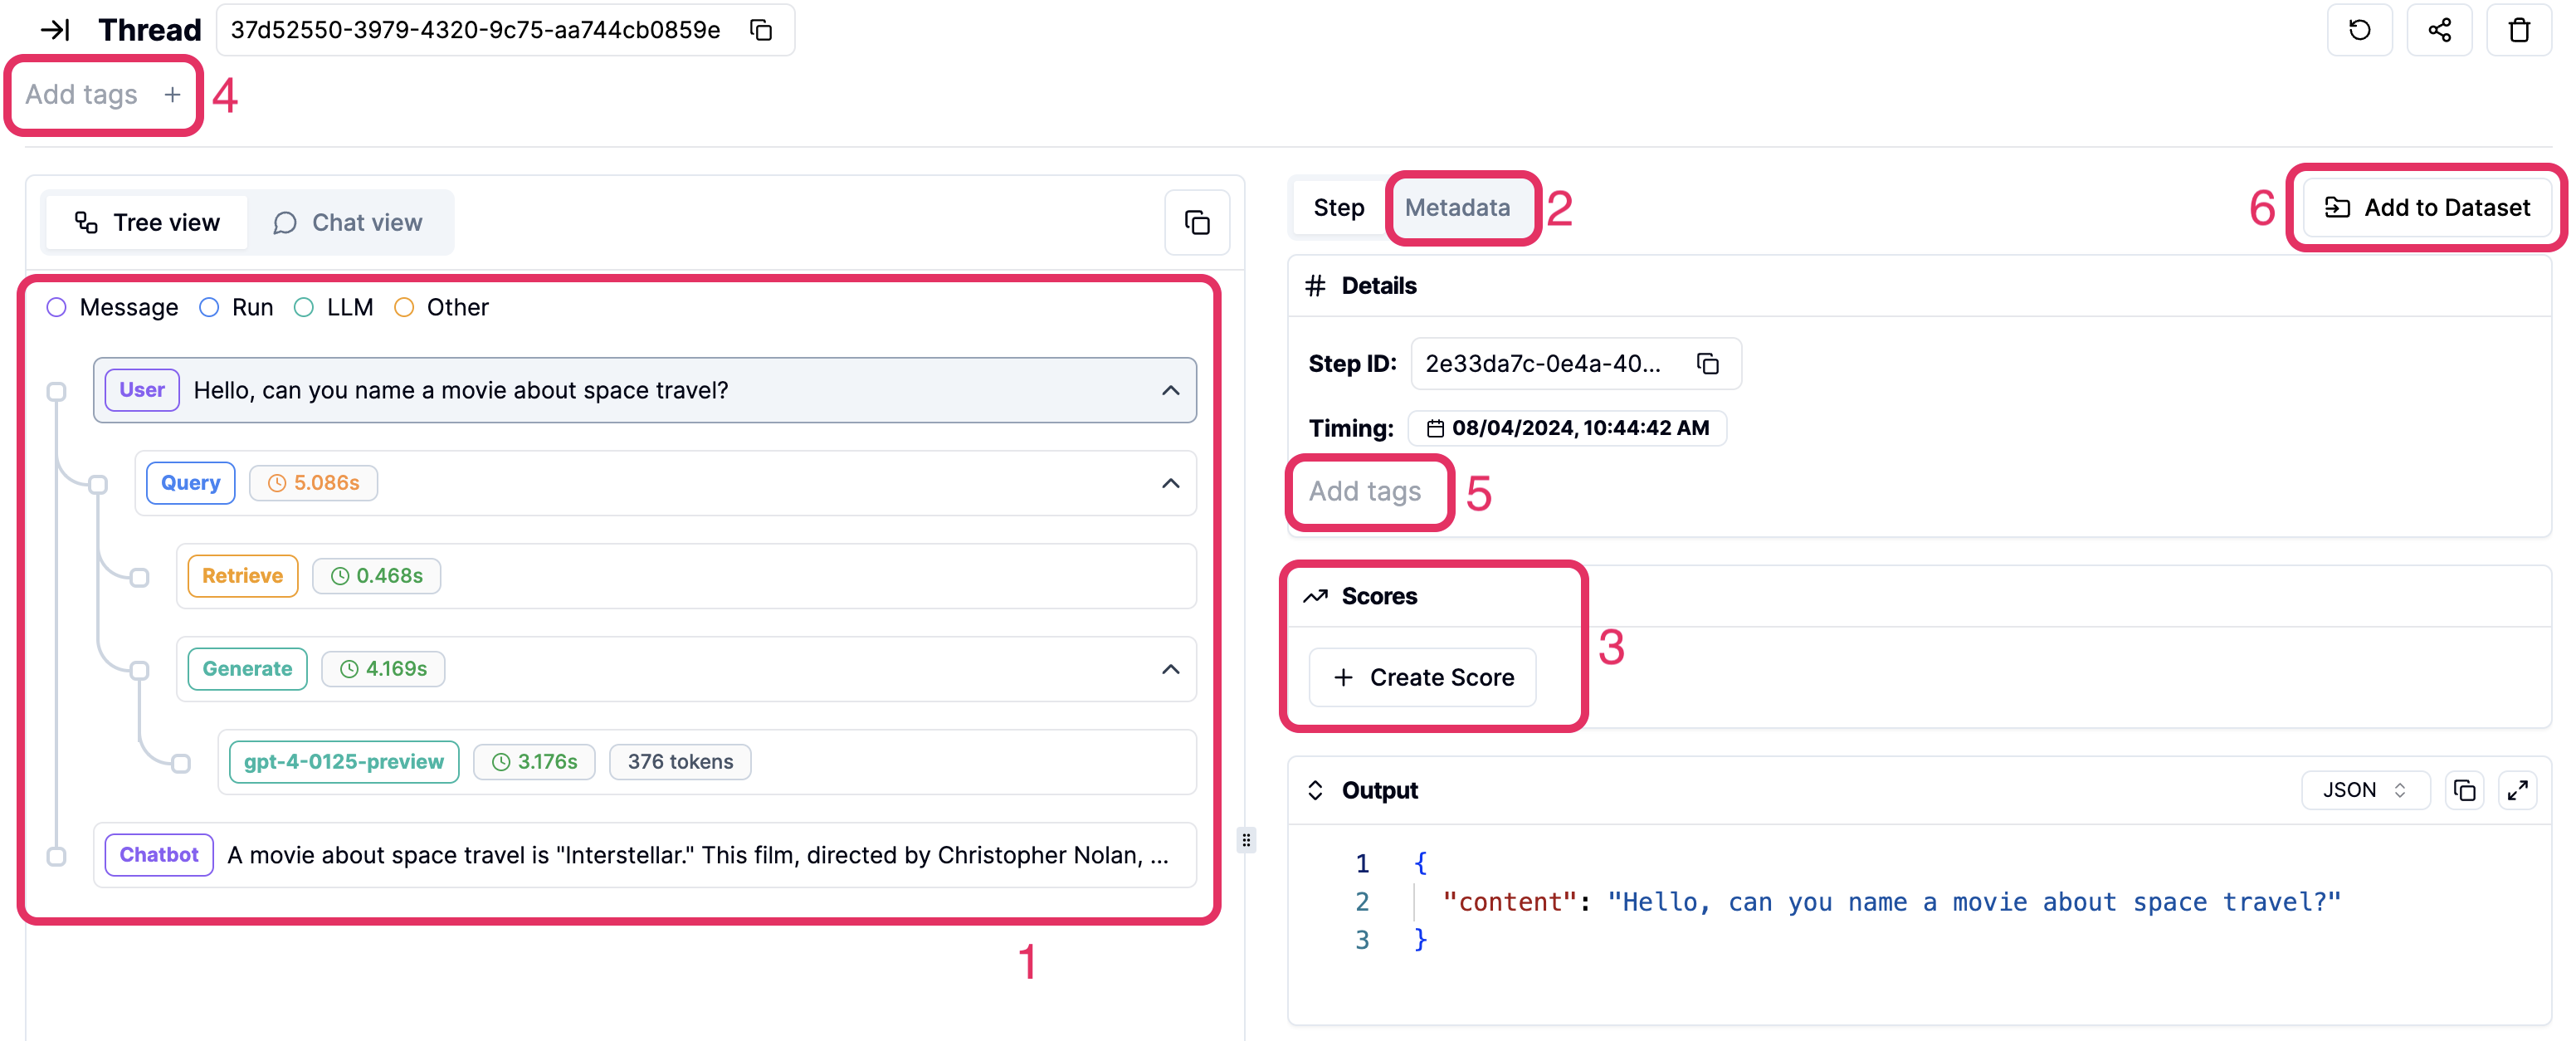 Thread 37d52550-3979-4320-9c75-aa744cb0859e
Add tags + 4
Tree view Chat view
Message Run LLM Other
User Hello, can you name a movie about space travel?
Query 5.086s
Retrieve 0.468s
Generate 4.169s
gpt-4-0125-preview 3.176s 376 tokens
Chatbot A movie about space travel is "Interstellar." This film, directed by Christopher Nolan, ...
1
Step Metadata 2
6 Add to Dataset
# Details
Step ID: 2e33da7c-0e4a-40...
Timing: 08/04/2024, 10:44:42 AM
Add tags 5
Scores
+ Create Score
3
Output JSON
1 {
2 "content": "Hello, can you name a movie about space travel?"
3 }